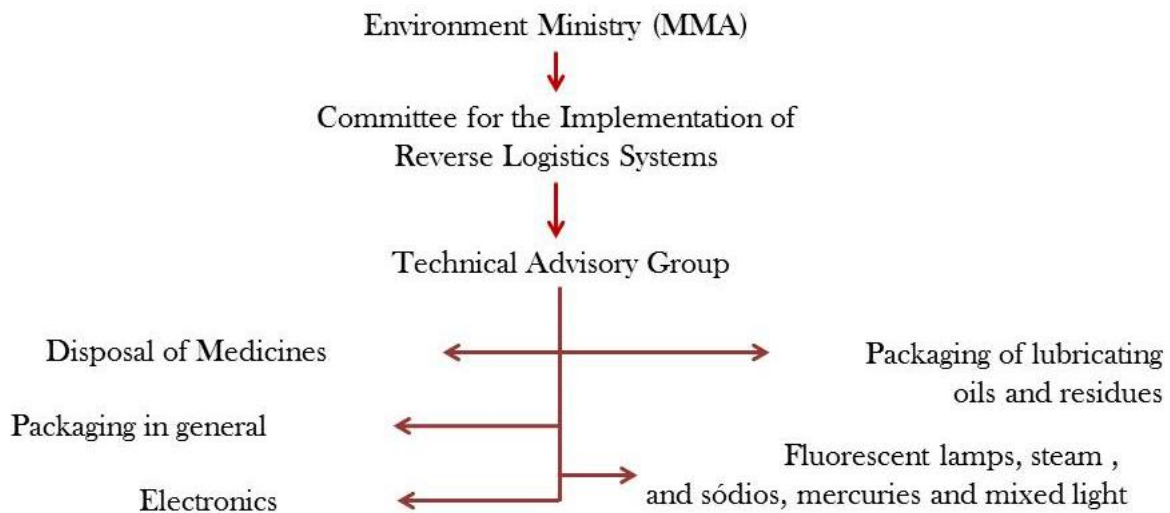 Environment Ministry (MMA)
Committee for the Implementation of
Reverse Logistics Systems
Technical Advisory Group
Disposal of Medicines
Packaging of lubricating
oils and residues
Packaging in general
Fluorescent lamps, steam ,
and sódios, mercuries and mixed light
Electronics